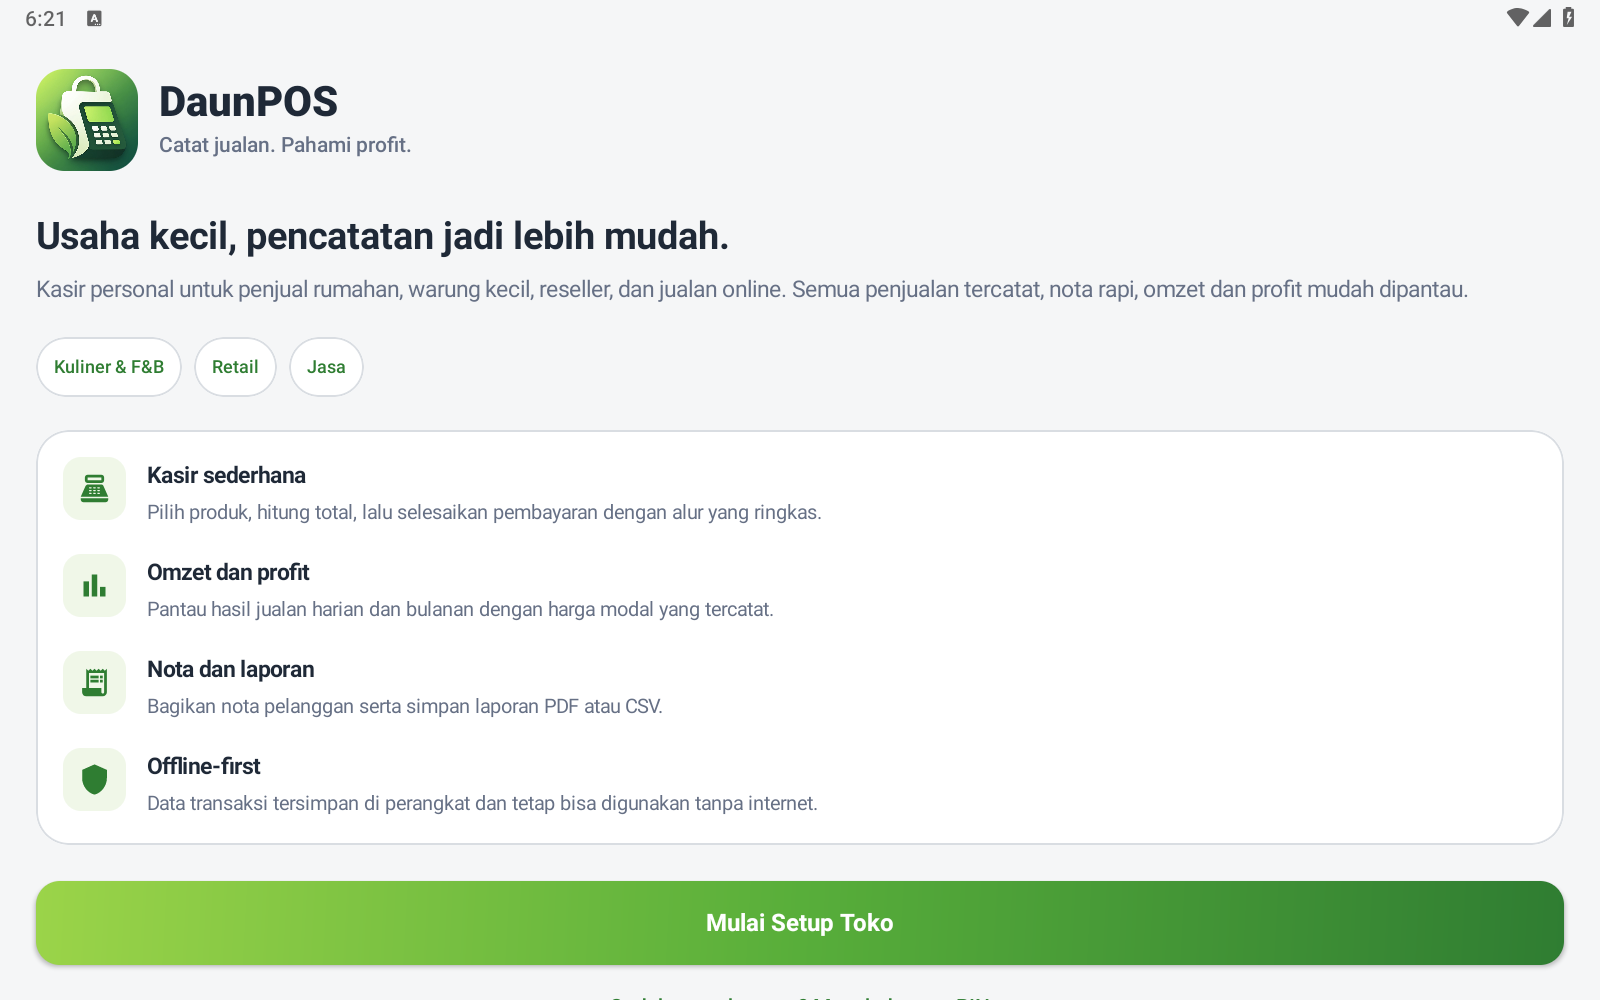 6:21
A
DaunPOS
Catat jualan. Pahami profit.
Usaha kecil, pencatatan jadi lebih mudah.
Kasir personal untuk penjual rumahan, warung kecil, reseller, dan jualan online. Semua penjualan tercatat, nota rapi, omzet dan profit mudah dipantau.
Kuliner & F&B
Retail
Jasa
Kasir sederhana
Pilih produk, hitung total, lalu selesaikan pembayaran dengan alur yang ringkas.
Omzet dan profit
Pantau hasil jualan harian dan bulanan dengan harga modal yang tercatat.
Nota dan laporan
Bagikan nota pelanggan serta simpan laporan PDF atau CSV.
Offline-first
Data transaksi tersimpan di perangkat dan tetap bisa digunakan tanpa internet.
Mulai Setup Toko